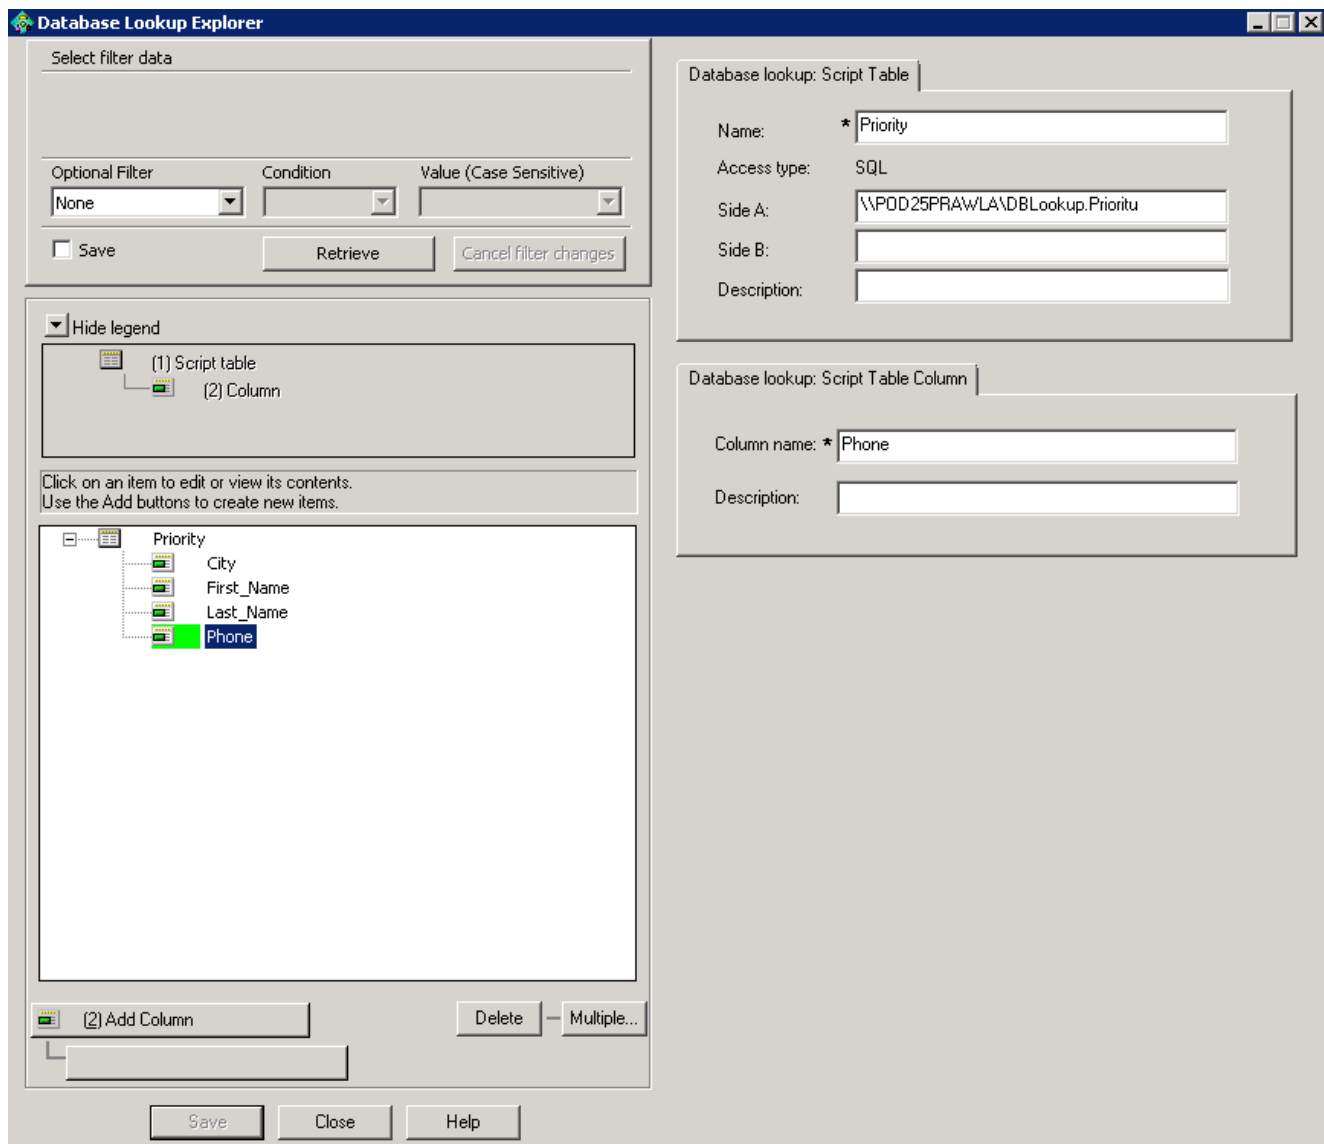 Database Lookup Explorer
Select filter data
Optional Filter
Condition
Value (Case Sensitive)
None
Save
Retrieve
Cancel filter changes
Hide legend
(1) Script table
(2) Column
Click on an item to edit or view its contents.
Use the Add buttons to create new items.
Priority
City
First_Name
Last_Name
Phone
(2) Add Column
Delete
Multiple...
Save
Close
Help
Database lookup: Script Table
Name: * Priority
Access type: SQL
Side A: \\POD25PRAWLA\DBLookup.Prioritu
Side B:
Description:
Database lookup: Script Table Column
Column name: * Phone
Description: